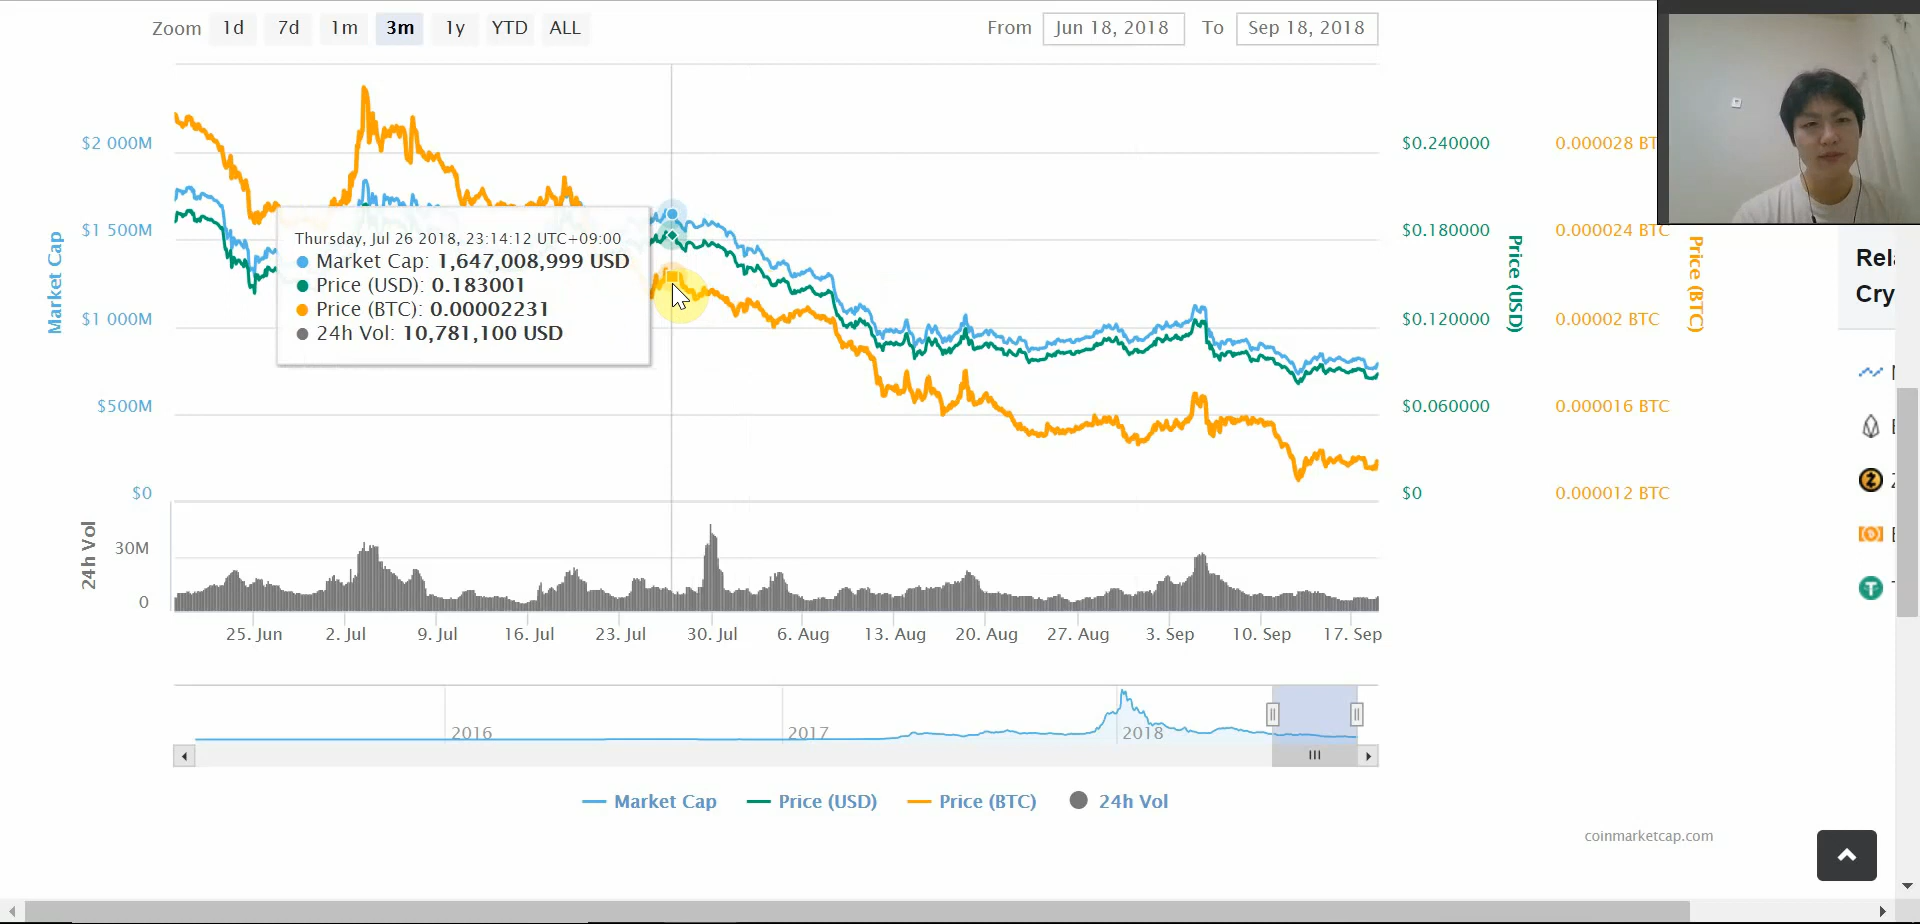 Zoom 1d 7d 1m 3m 1y YTD ALL
From Jun 18, 2018 To Sep 18, 2018
$2 000M
$1 500M
$1 000M
$500M
$0
Market Cap
Thursday, Jul 26 2018, 23:14:12 UTC+09:00
Market Cap: 1,647,008,999 USD
Price (USD): 0.183001
Price (BTC): 0.00002231
24h Vol: 10,781,100 USD
$0.240000
$0.180000
$0.120000
$0.060000
$0
Price (USD)
0.000028 BT
0.000024 BTC
0.00002 BTC
0.000016 BTC
0.000012 BTC
Price (BTC)
Rel
Cry
24h Vol
30M
0
25. Jun 2. Jul 9. Jul 16. Jul 23. Jul 30. Jul 6. Aug 13. Aug 20. Aug 27. Aug 3. Sep 10. Sep 17. Sep
2016 2017 2018
Market Cap Price (USD) Price (BTC) 24h Vol
coinmarketcap.com